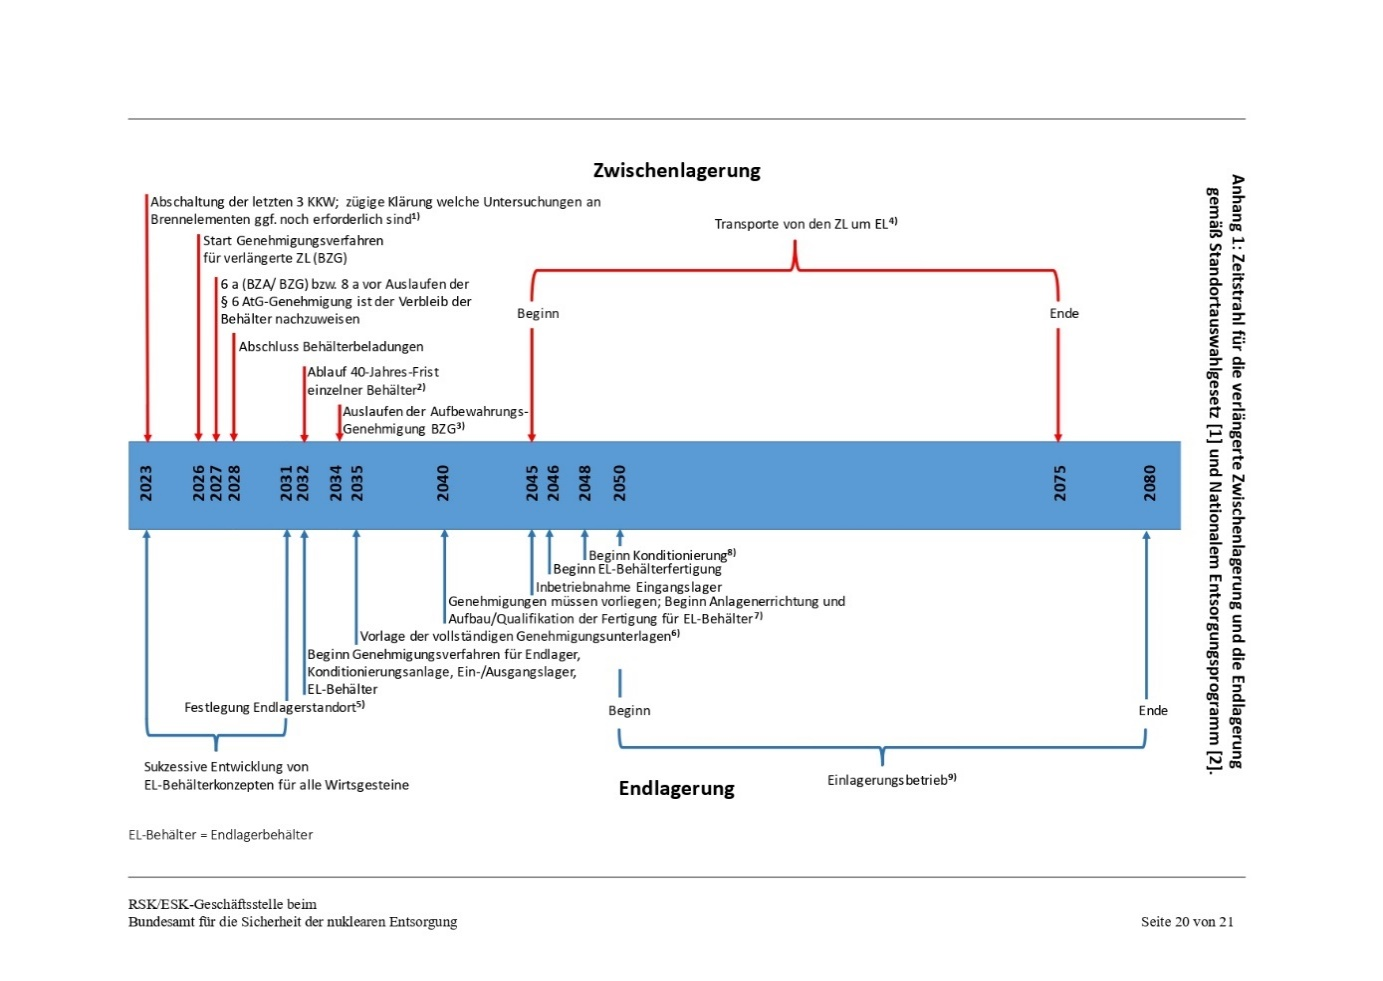 Zwischenlagerung
Abschaltung der letzten 3 KKW; zügige Klärung welche Untersuchungen an
Brennelementen ggf. noch erforderlich sind¹⁾
Start Genehmigungsverfahren
für verlängerte ZL (BZG)
6 a (BZA/ BZG) bzw. 8 a vor Auslaufen der
§ 6 AtG-Genehmigung ist der Verbleib der
Behälter nachzuweisen
Abschluss Behälterbeladungen
Ablauf 40-Jahres-Frist
einzelner Behälter²⁾
Auslaufen der Aufbewahrungs-
Genehmigung BZG³⁾
Transporte von den ZL um EL⁴⁾
Beginn
Ende
2023
2026
2027
2028
2031
2032
2034
2035
2040
2045
2046
2048
2050
2075
2080
Beginn Konditionierung⁸⁾
Beginn EL-Behälterfertigung
Inbetriebnahme Eingangslager
Genehmigungen müssen vorliegen; Beginn Anlagenerrichtung und
Aufbau/Qualifikation der Fertigung für EL-Behälter⁷⁾
Vorlage der vollständigen Genehmigungsunterlagen⁶⁾
Beginn Genehmigungsverfahren für Endlager,
Konditionierungsanlage, Ein-/Ausgangslager,
EL-Behälter
Festlegung Endlagerstandort⁵⁾
Sukzessive Entwicklung von
EL-Behälterkonzepten für alle Wirtsgesteine
Beginn
Ende
Einlagerungsbetrieb⁹⁾
Endlagerung
EL-Behälter = Endlagerbehälter
Anhang 1: Zeitstrahl für die verlängerte Zwischenlagerung und die Endlagerung
gemäß Standortauswahlgesetz [1] und Nationalem Entsorgungsprogramm [2].
RSK/ESK-Geschäftsstelle beim
Bundesamt für die Sicherheit der nuklearen Entsorgung
Seite 20 von 21